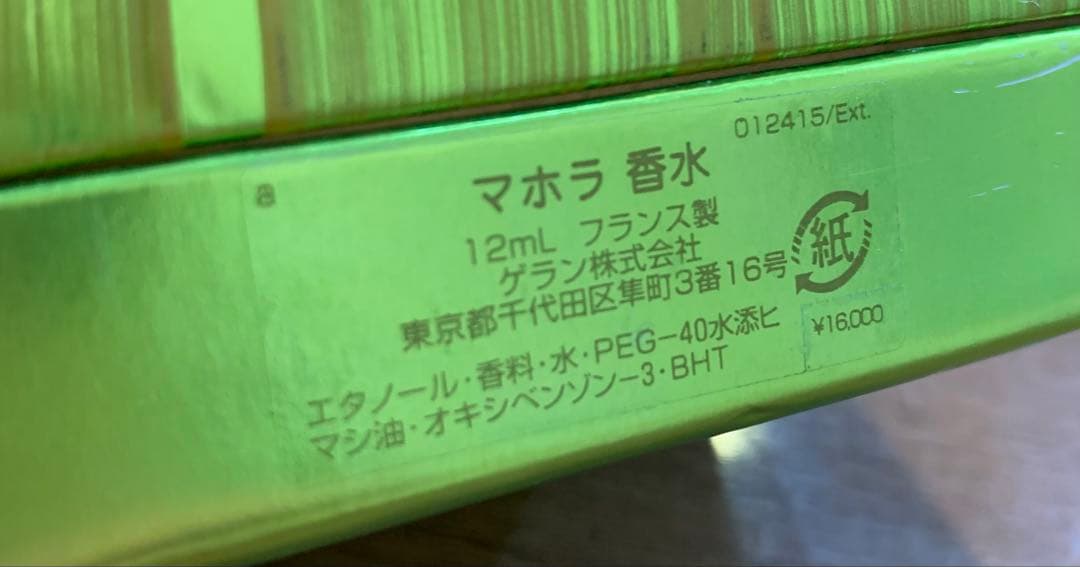 012415/Ext.
a
マホラ 香水
12mL フランス製
ゲラン株式会社
東京都千代田区隼町3番16号
紙
エタノール・香料・水・PEG-40水添ヒ
マシ油・オキシベンゾン-3・BHT
¥16,000